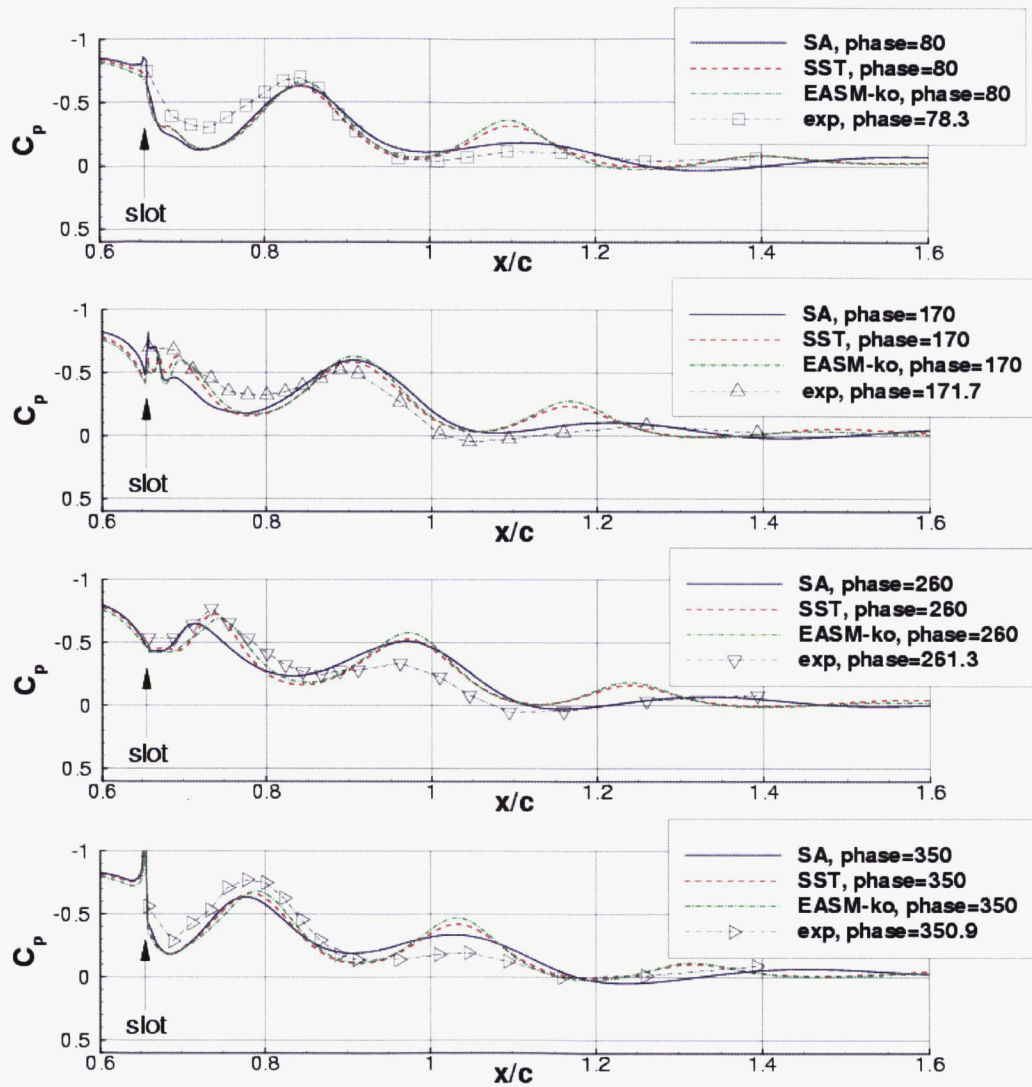 -1
-0.5
0
0.5
Cp
slot
0.6
0.8
1
1.2
1.4
1.6
x/c
SA, phase=80
SST, phase=80
EASM-ko, phase=80
exp, phase=78.3
-1
-0.5
0
0.5
Cp
slot
0.6
0.8
1
1.2
1.4
1.6
x/c
SA, phase=170
SST, phase=170
EASM-ko, phase=170
exp, phase=171.7
-1
-0.5
0
0.5
Cp
slot
0.6
0.8
1
1.2
1.4
1.6
x/c
SA, phase=260
SST, phase=260
EASM-ko, phase=260
exp, phase=261.3
-1
-0.5
0
0.5
Cp
slot
0.6
0.8
1
1.2
1.4
1.6
x/c
SA, phase=350
SST, phase=350
EASM-ko, phase=350
exp, phase=350.9